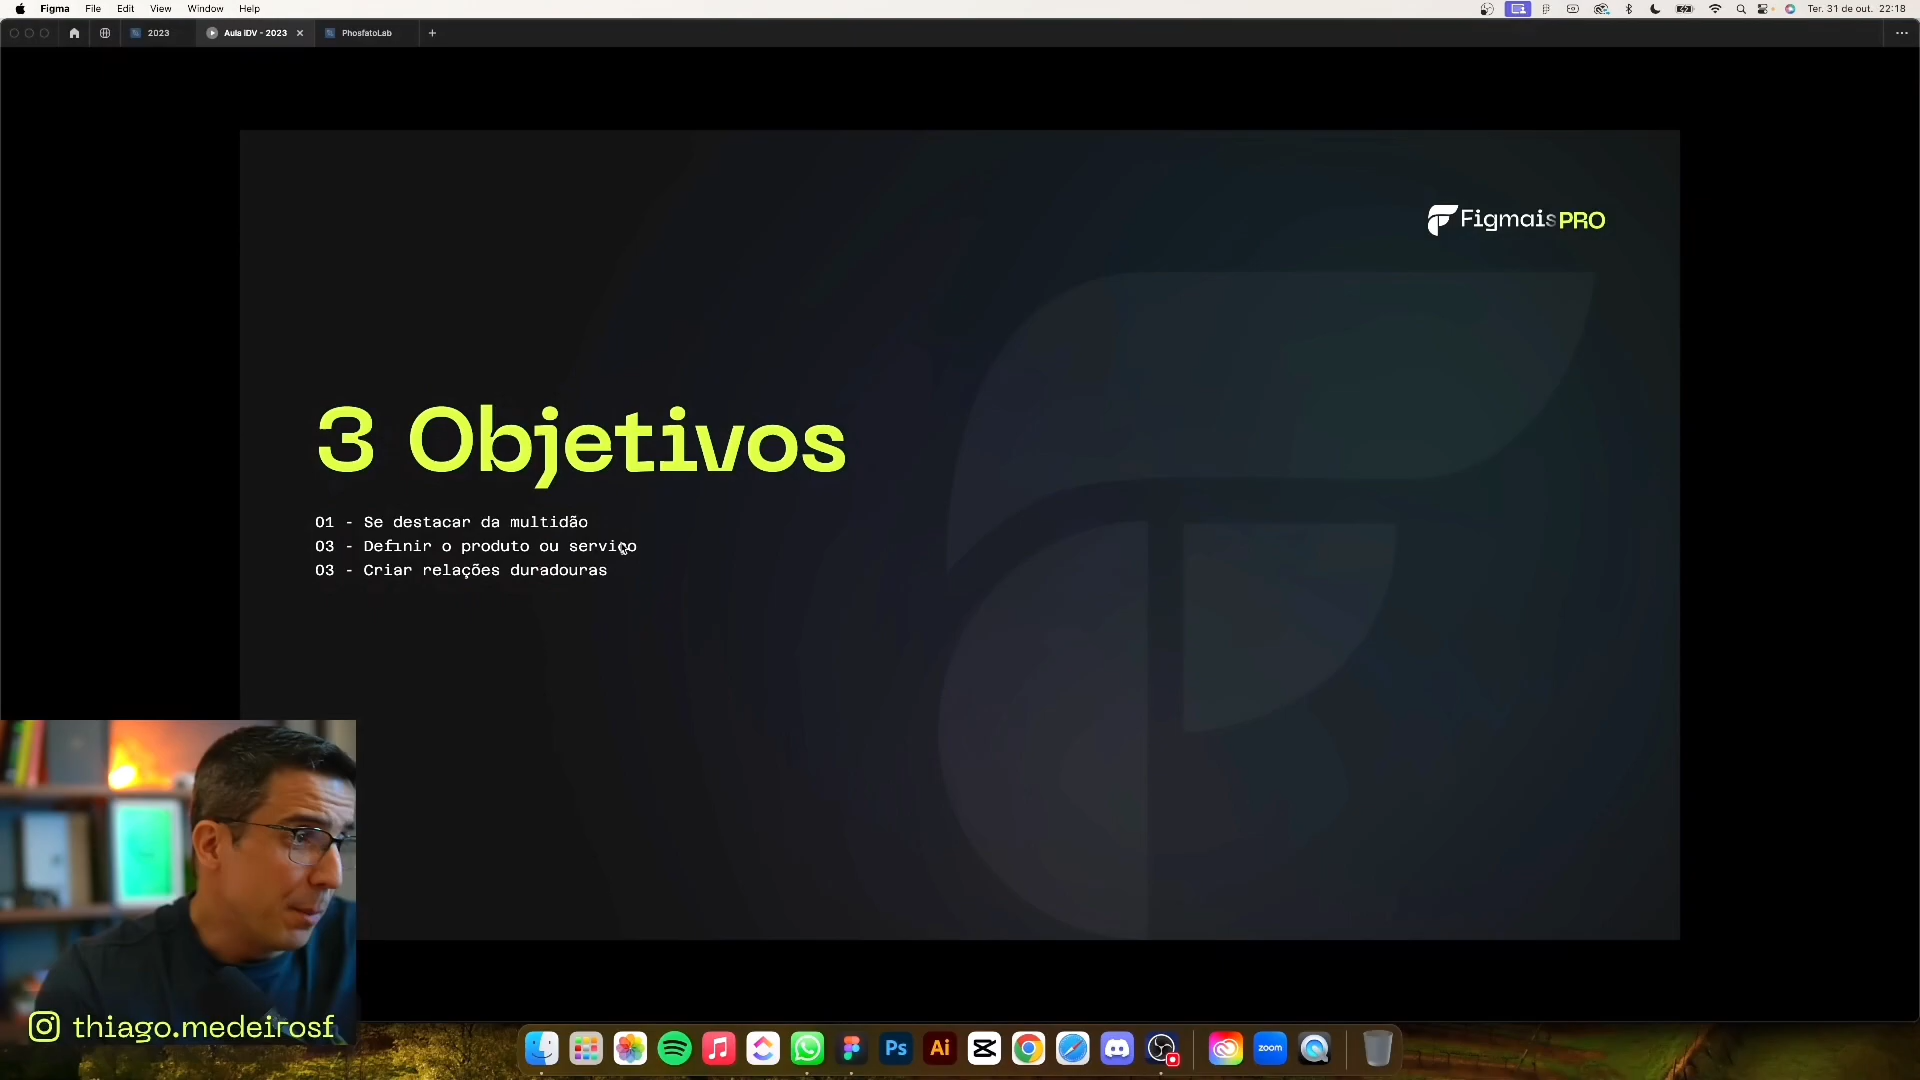 Figma File Edit View Window Help
Ter. 31 de out. 22:18
2023
Aula IDV - 2023
PhosfatoLab
Figmais PRO
3 Objetivos
01 - Se destacar da multidão
03 - Definir o produto ou serviço
03 - Criar relações duradouras
thiago.medeirosf
Ps
Ai
zoom